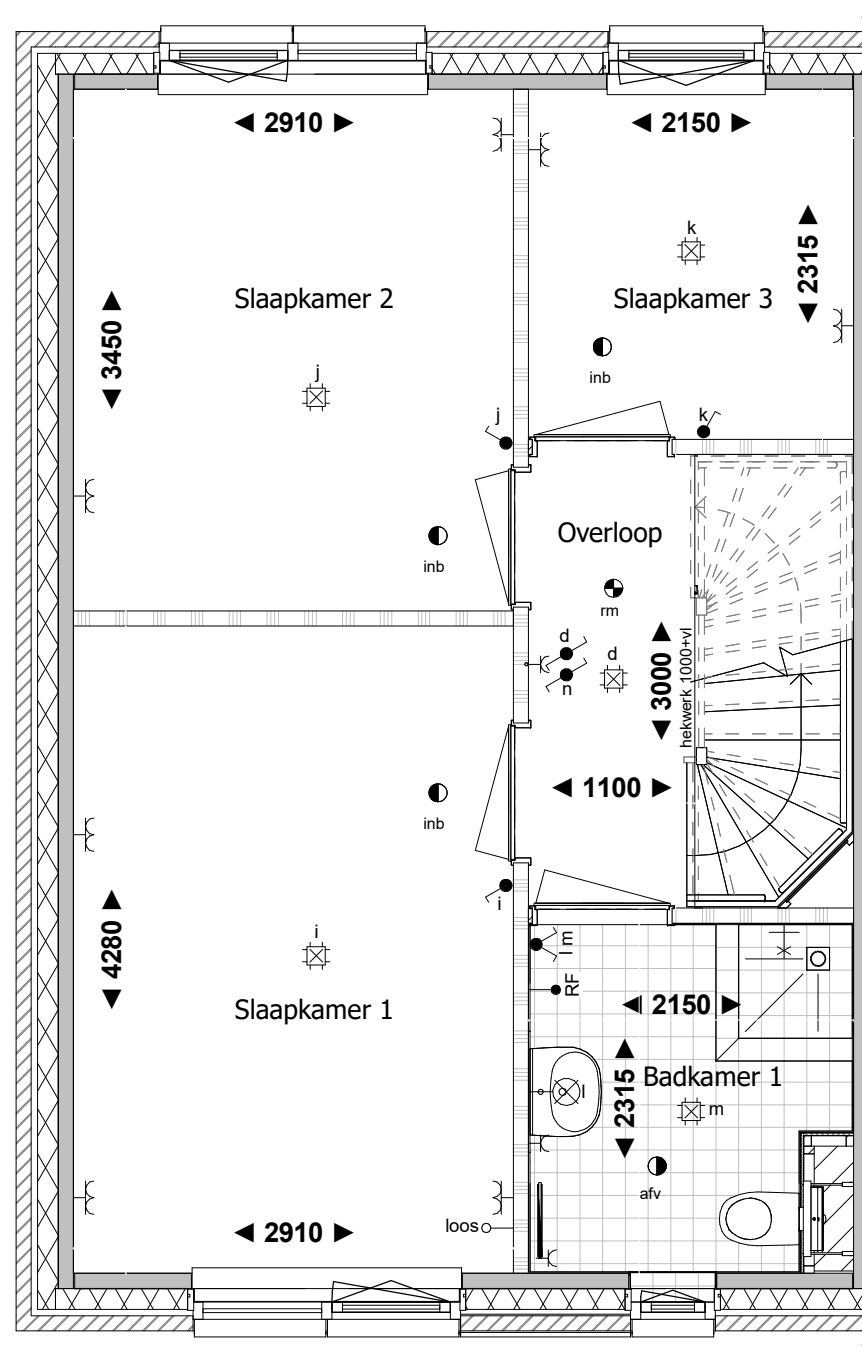 2910
2150
k
2315
Slaapkamer 2
Slaapkamer 3
3450
inb
j
j
k
Overloop
inb
rm
d
d
n
3000
hekwerk 1000+vl
1100
inb
i
i
l m
4280
RF
2150
Slaapkamer 1
Badkamer 1
2315
l
m
afv
loos
2910